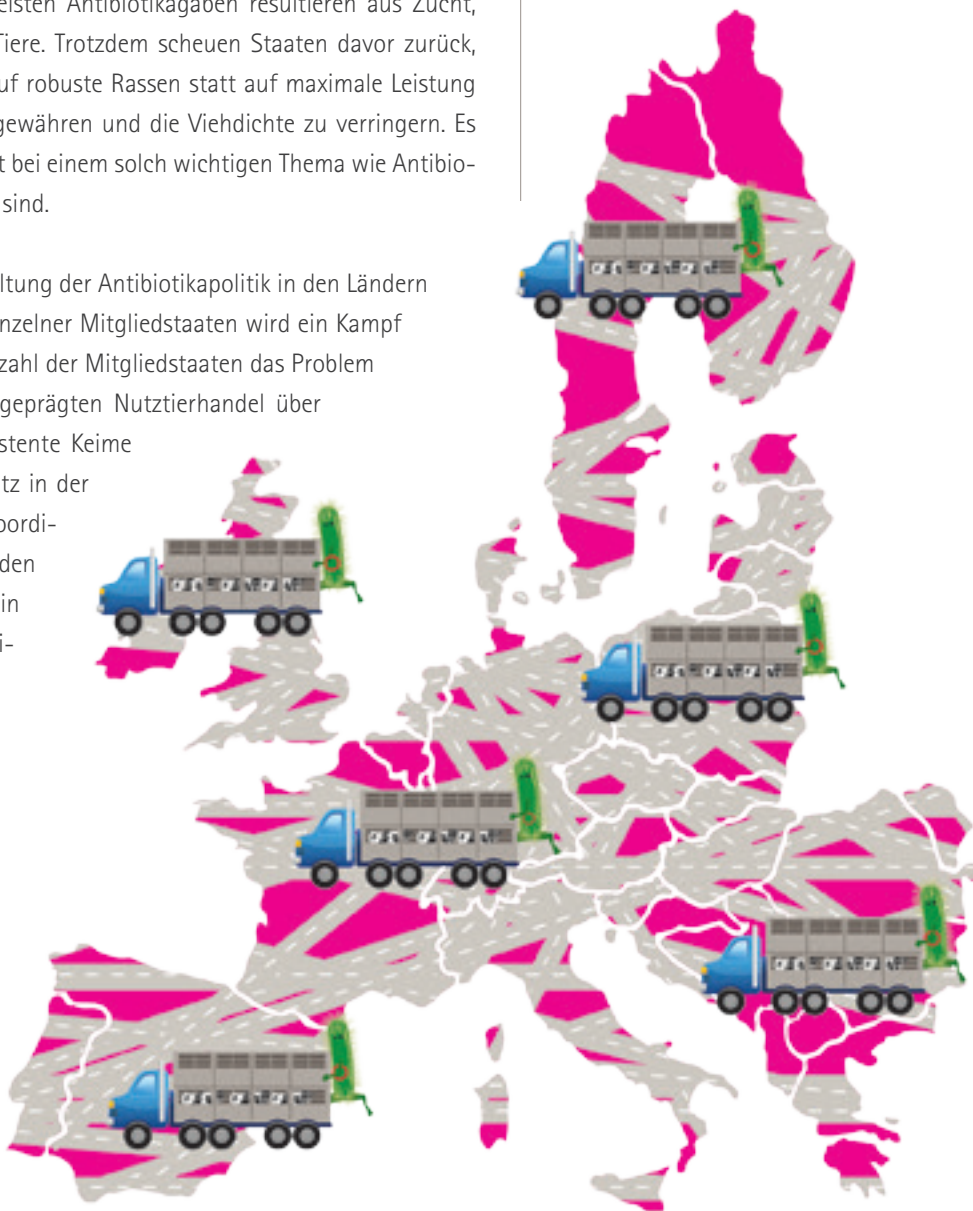 eisten Antibiotikagaben resultieren aus Zucht,
Tiere. Trotzdem scheuen Staaten davor zurück,
uf robuste Rassen statt auf maximale Leistung
gewähren und die Viehdichte zu verringern. Es
t bei einem solch wichtigen Thema wie Antibio-
sind.
ltung der Antibiotikapolitik in den Ländern
inzelner Mitgliedstaaten wird ein Kampf
zahl der Mitgliedstaaten das Problem
geprägten Nutztierhandel über
stente Keime
tz in der
oordi-
den
in
i-